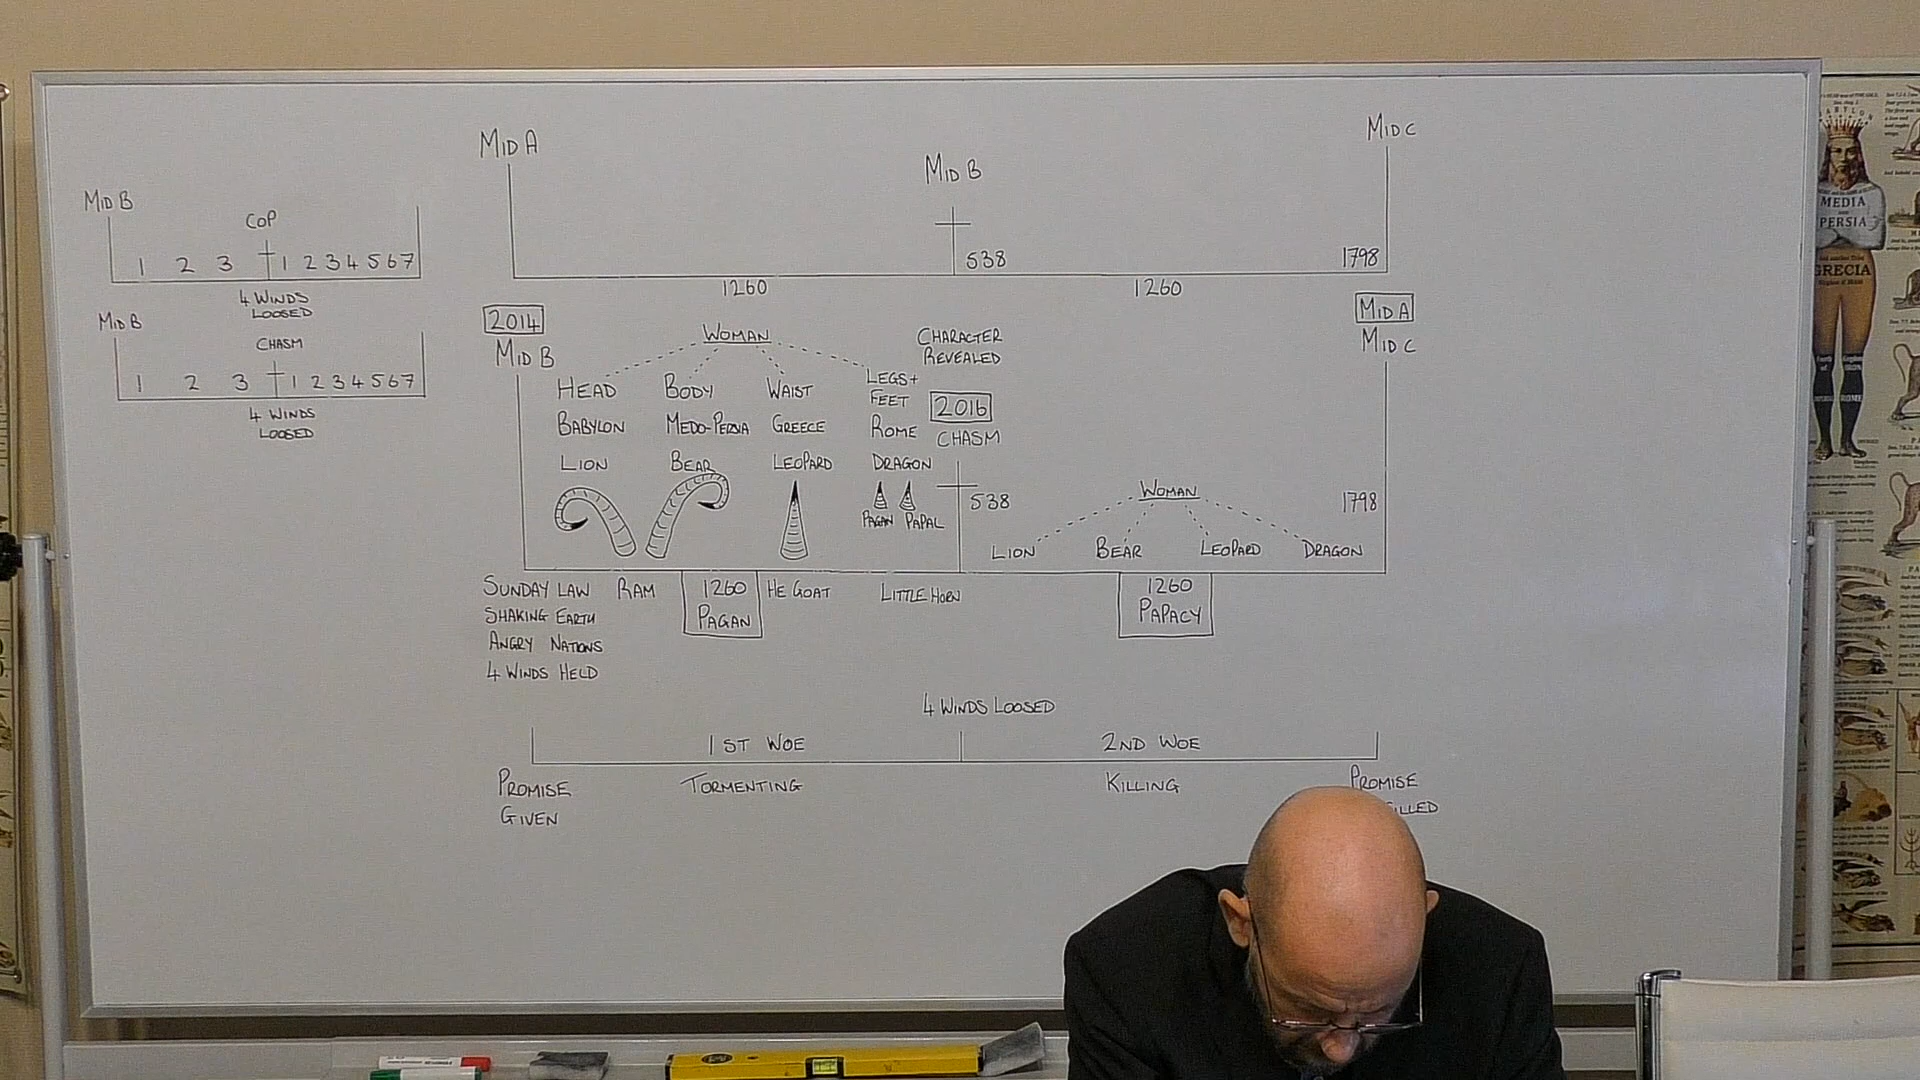 MID A
MID B
MID C
538
1798
1260
1260
MID B
COP
1 2 3 1 2 3 4 5 6 7
4 WINDS
LOOSED
MID B
CHASM
1 2 3 1 2 3 4 5 6 7
4 WINDS
LOOSED
2014
MID B
WOMAN
CHARACTER
REVEALED
MID A
MID C
HEAD BODY WAIST LEGS+
FEET
BABYLON MEDO-PERSIA GREECE ROME
2016
CHASM
LION BEAR LEOPARD DRAGON
PAGAN PAPAL
538
1798
WOMAN
LION BEAR LEOPARD DRAGON
SUNDAY LAW RAM 1260 HE GOAT LITTLE HORN 1260
PAGAN
PAPACY
SHAKING EARTH
ANGRY NATIONS
4 WINDS HELD
4 WINDS LOOSED
1ST WOE 2ND WOE
PROMISE
GIVEN
TORMENTING
KILLING
PROMISE
ILLED
MEDIA
PERSIA
GRECIA